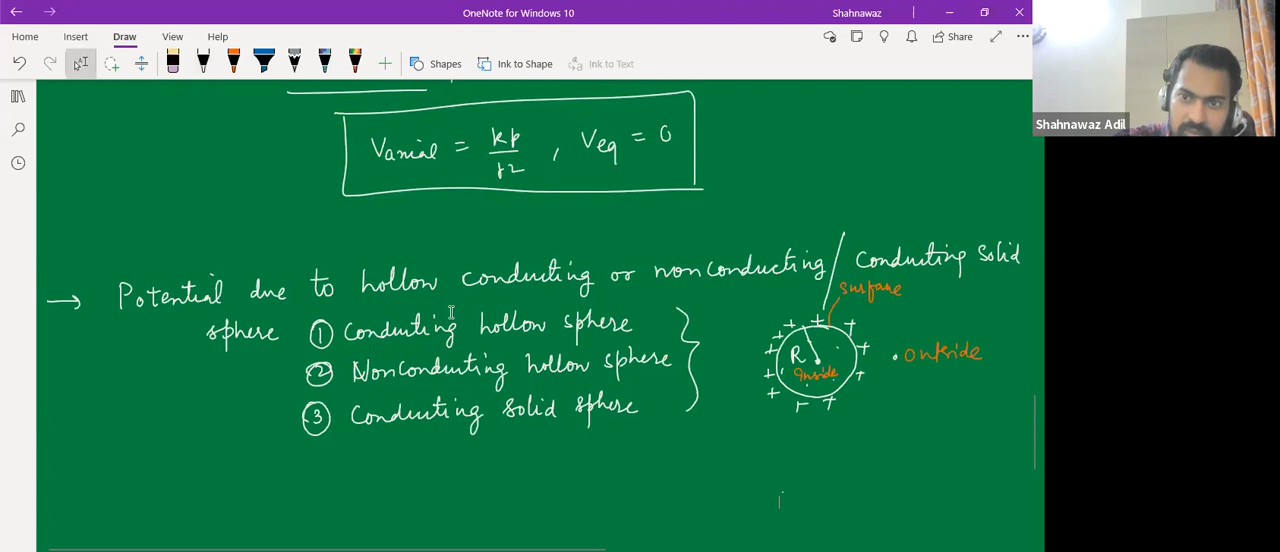 OneNote for Windows 10
Shahnawaz
Home Insert Draw View Help
Share
Shapes Ink to Shape Ink to Text
Shahnawaz Adil
Vaxial = kp/r2 , Veq = 0
→ Potential due to hollow conducting or nonconducting / Conducting Solid
sphere
① Conducting hollow sphere
② Nonconducting hollow sphere
③ Conducting solid sphere
surface
R
Inside
outside